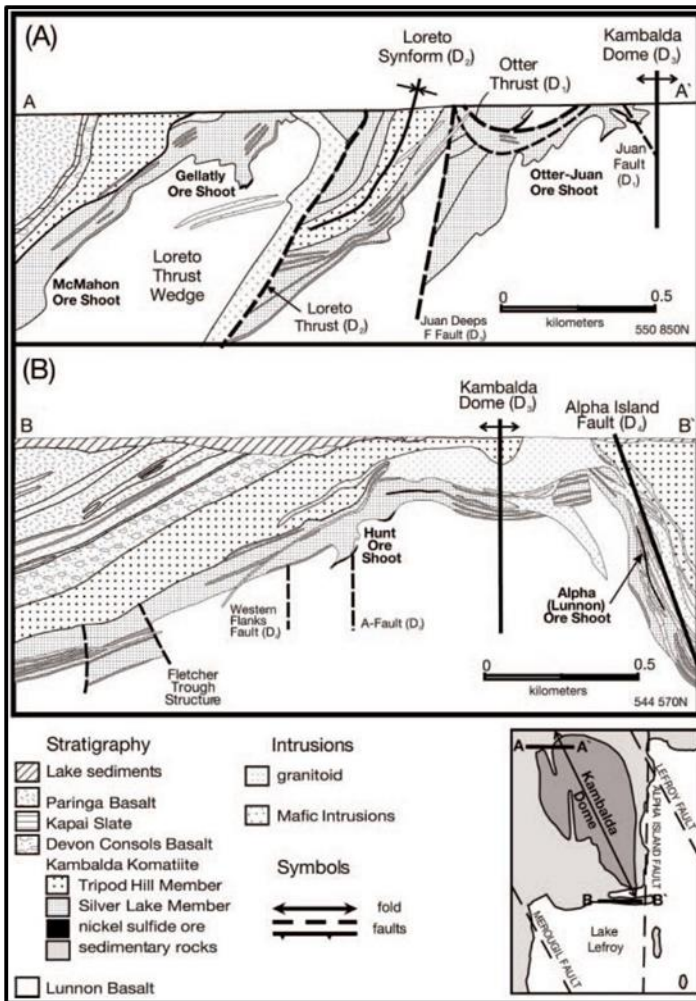 (A)
Loreto
Synform (D₂)
Otter
Thrust (D₁)
Kambalda
Dome (D₃)
A
A`
Gellatly
Ore Shoot
Otter-Juan
Ore Shoot
Juan
Fault
(D₁)
McMahon
Ore Shoot
Loreto
Thrust
Wedge
Loreto
Thrust (D₂)
Juan Deeps
F Fault (D₃)
0
0.5
kilometers
550 850N
(B)
Kambalda
Dome (D₃)
Alpha Island
Fault (D₄)
B
B`
Hunt
Ore
Shoot
Western
Flanks
Fault
A-Fault
Fletcher
Trough
Structure
Alpha
(Lunnon)
Ore Shoot
0
0.5
kilometers
544 570N
Stratigraphy
Lake sediments
Paringa Basalt
Kapai Slate
Devon Consols Basalt
Kambalda Komatiite
Tripod Hill Member
Silver Lake Member
nickel sulfide ore
sedimentary rocks
Lunnon Basalt
Intrusions
granitoid
Mafic Intrusions
Symbols
fold
faults
A
A`
Kambalda
Dome
LEFROY FAULT
ALPHA ISLAND
FAULT
B
B`
MEROUGIL FAULT
Lake
Lefroy